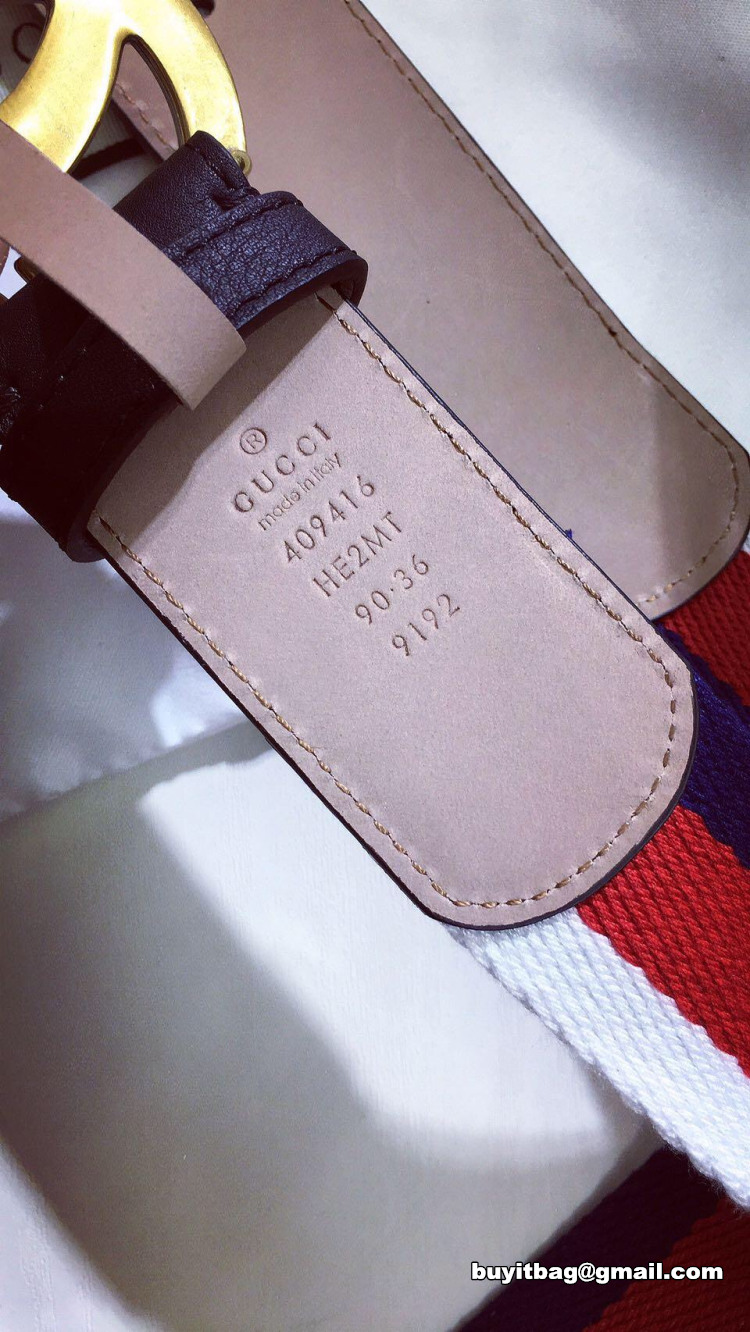 ®
GUCCI
made in italy
409416
HE2MT
90·36
9192
buyitbag@gmail.com